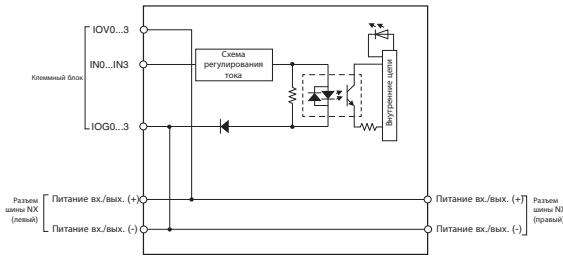 IOV0...3
IN0...IN3
Клеммный блок
IOG0...3
Схема
регулирования
тока
Внутренние цепи
Разъем
шины NX
(левый)
Питание вх./вых. (+)
Питание вх./вых. (-)
Питание вх./вых. (+)
Питание вх./вых. (-)
Разъем
шины NX
(правый)